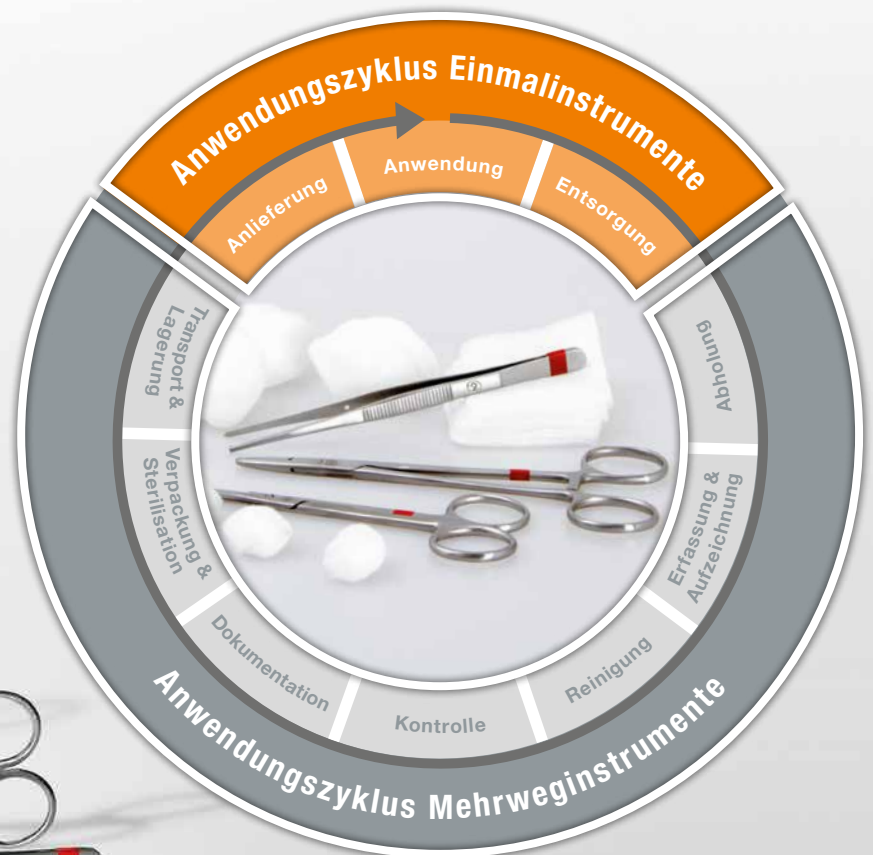 Anwendungszyklus Einmalinstrumente
Anlieferung
Anwendung
Entsorgung
Abholung
Erfassung &
Aufzeichnung
Reinigung
Kontrolle
Dokumentation
Verpackung &
Sterilisation
Transport &
Lagerung
Anwendungszyklus Mehrweginstrumente